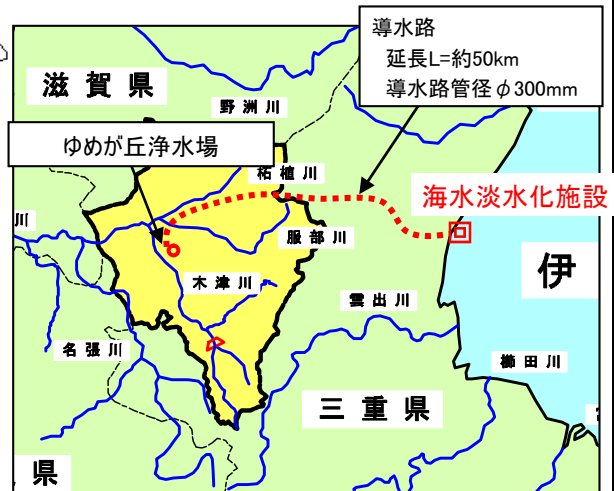 導水路
延長L=約50km
導水路管径φ300mm
滋賀県
野洲川
ゆめが丘浄水場
柘植川
海水淡水化施設
川
服部川
伊
木津川
雲出川
名張川
櫛田川
三重県
県